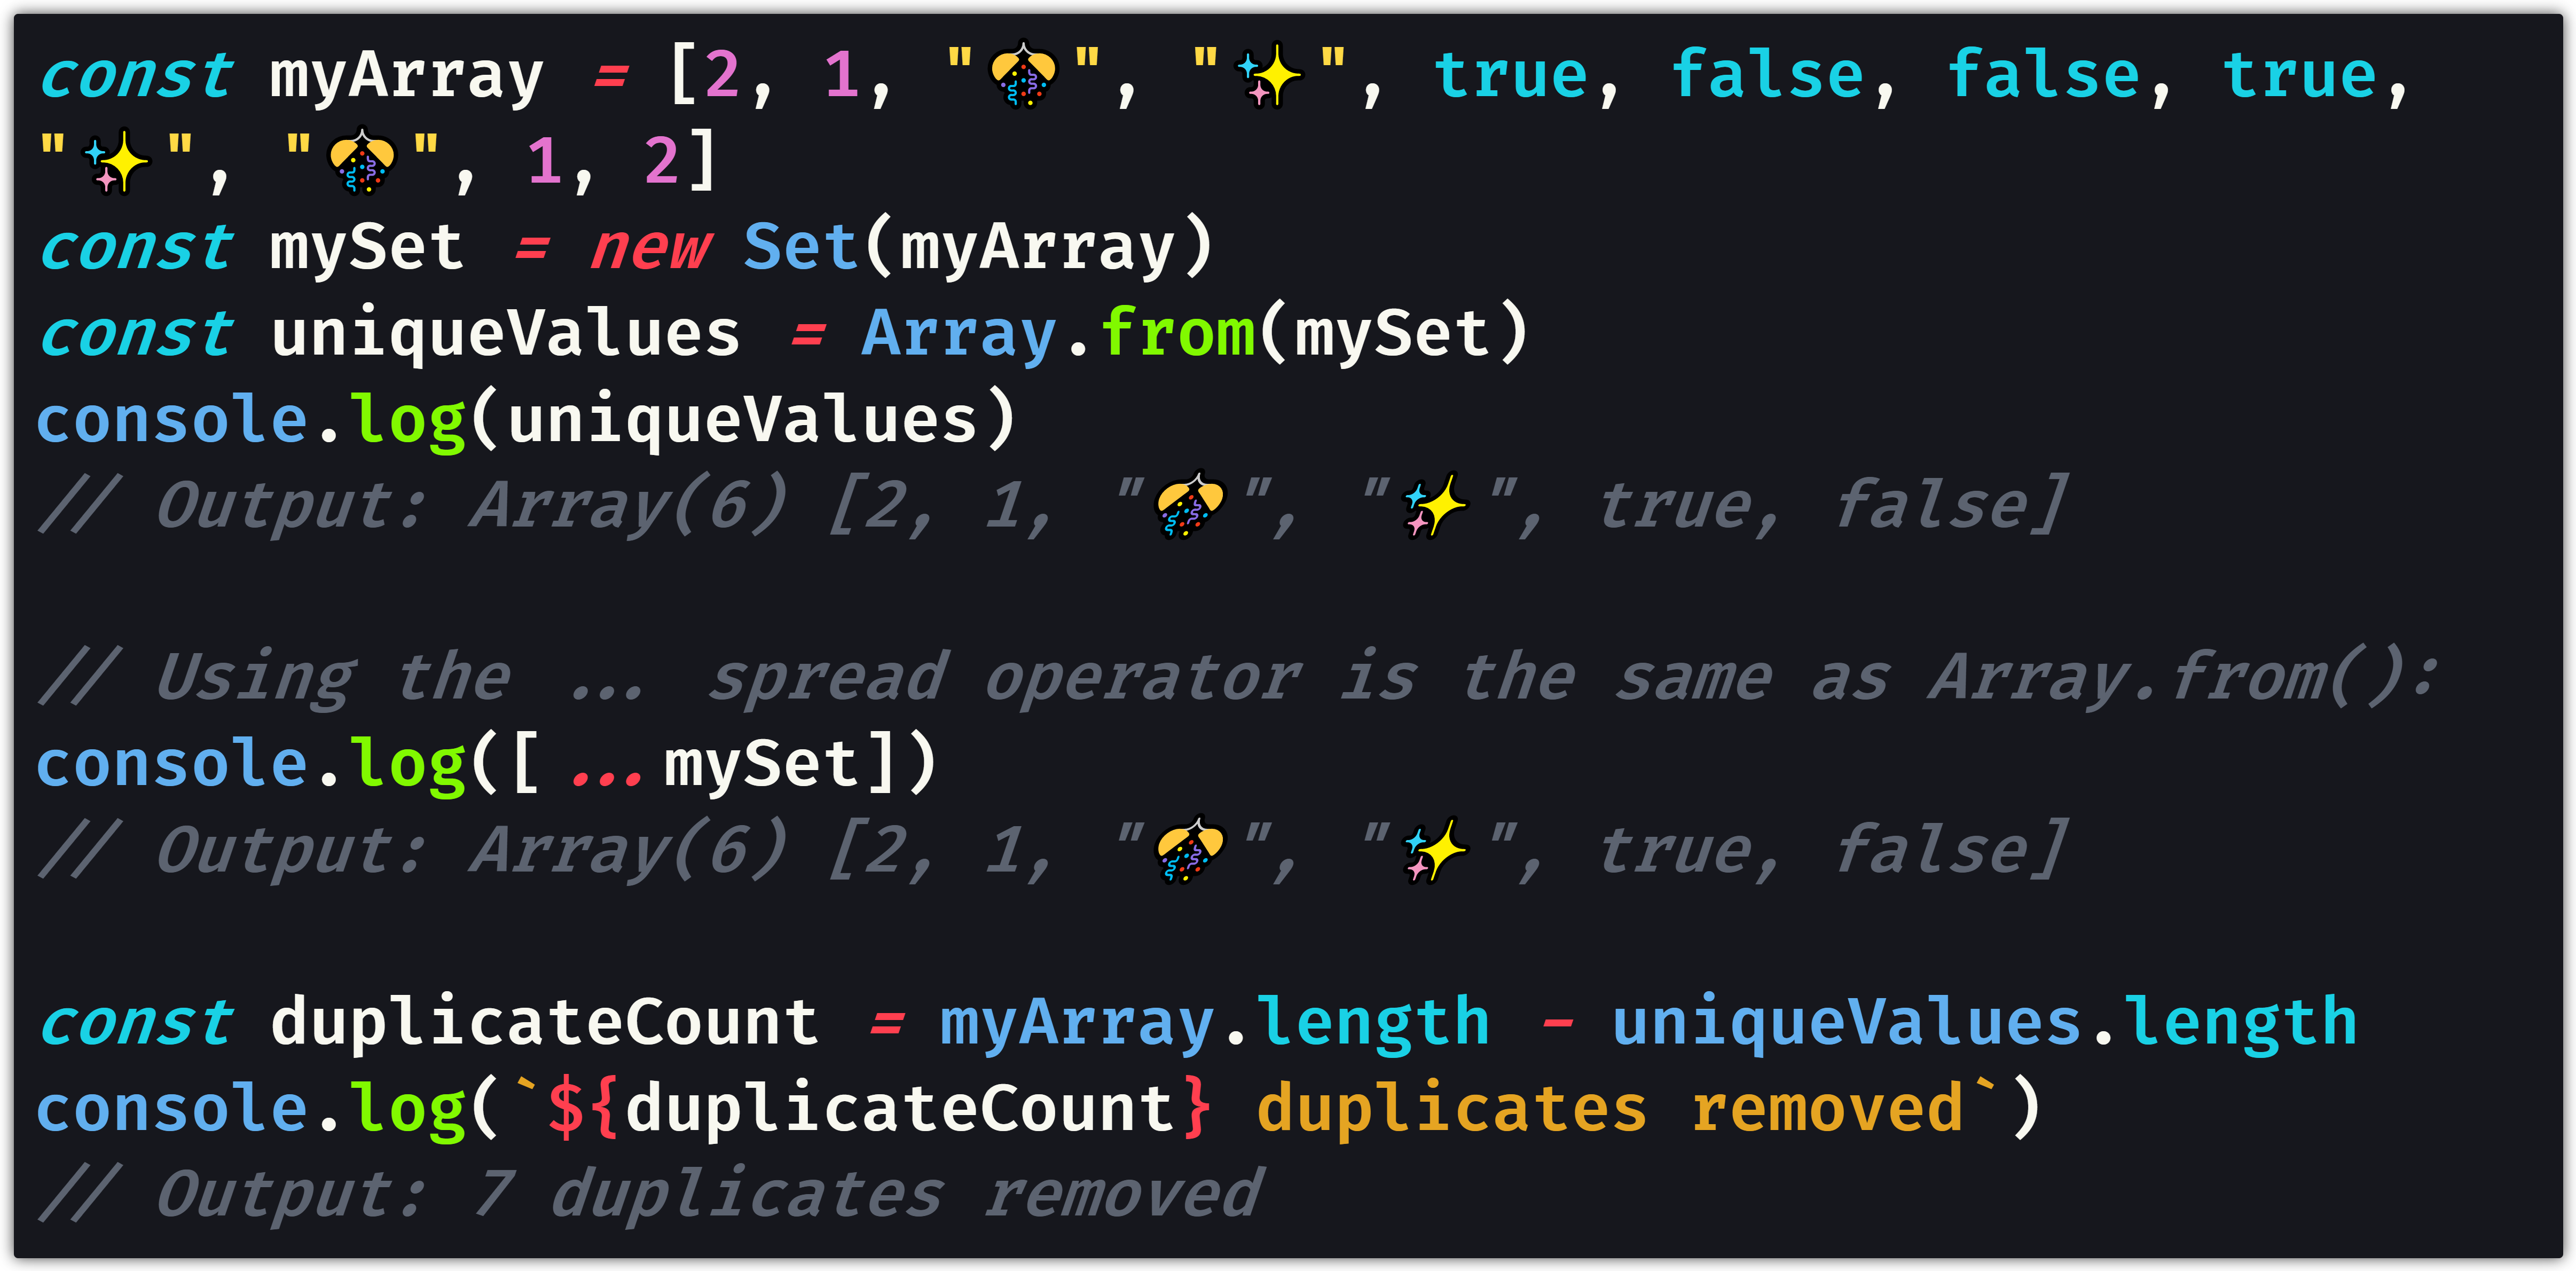 const myArray = [2, 1, "🎊", "✨", true, false, false, true,
"✨", "🎊", 1, 2]
const mySet = new Set(myArray)
const uniqueValues = Array.from(mySet)
console.log(uniqueValues)
// Output: Array(6) [2, 1, "🎊", "✨", true, false]
// Using the ... spread operator is the same as Array.from():
console.log([...mySet])
// Output: Array(6) [2, 1, "🎊", "✨", true, false]
const duplicateCount = myArray.length - uniqueValues.length
console.log(`${duplicateCount} duplicates removed`)
// Output: 7 duplicates removed